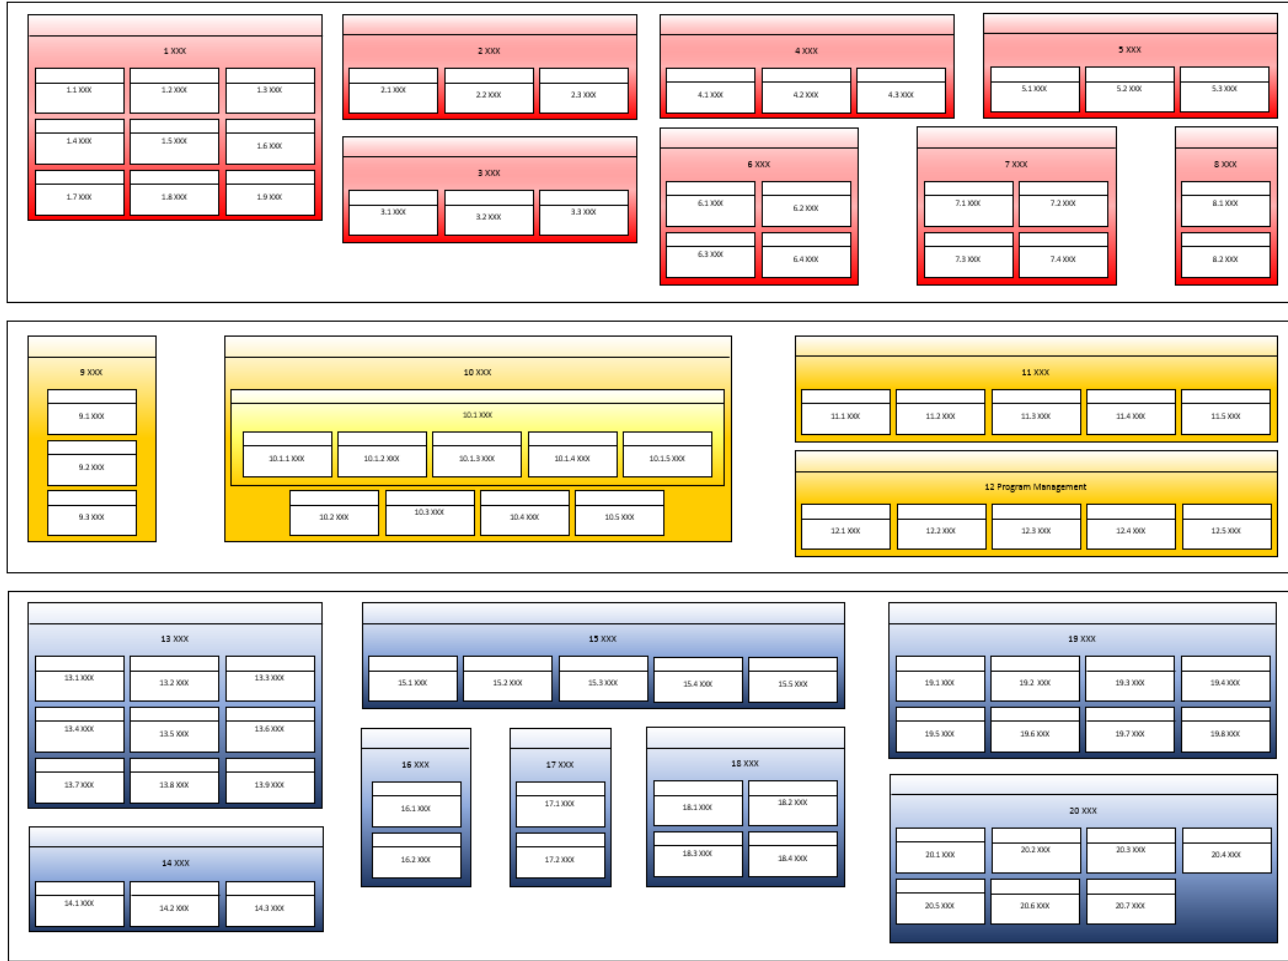 1 XXX
1.1 XXX
1.2 XXX
1.3 XXX
1.4 XXX
1.5 XXX
1.6 XXX
1.7 XXX
1.8 XXX
1.9 XXX
2 XXX
2.1 XXX
2.2 XXX
2.3 XXX
3 XXX
3.1 XXX
3.2 XXX
3.3 XXX
4 XXX
4.1 XXX
4.2 XXX
4.3 XXX
5 XXX
5.1 XXX
5.2 XXX
5.3 XXX
6 XXX
6.1 XXX
6.2 XXX
6.3 XXX
6.4 XXX
7 XXX
7.1 XXX
7.2 XXX
7.3 XXX
7.4 XXX
8 XXX
8.1 XXX
8.2 XXX
9 XXX
9.1 XXX
9.2 XXX
9.3 XXX
10 XXX
10.1 XXX
10.1.1 XXX
10.1.2 XXX
10.1.3 XXX
10.1.4 XXX
10.1.5 XXX
10.2 XXX
10.3 XXX
10.4 XXX
10.5 XXX
11 XXX
11.1 XXX
11.2 XXX
11.3 XXX
11.4 XXX
11.5 XXX
12 Program Management
12.1 XXX
12.2 XXX
12.3 XXX
12.4 XXX
12.5 XXX
13 XXX
13.1 XXX
13.2 XXX
13.3 XXX
13.4 XXX
13.5 XXX
13.6 XXX
13.7 XXX
13.8 XXX
13.9 XXX
14 XXX
14.1 XXX
14.2 XXX
14.3 XXX
15 XXX
15.1 XXX
15.2 XXX
15.3 XXX
15.4 XXX
15.5 XXX
16 XXX
16.1 XXX
16.2 XXX
17 XXX
17.1 XXX
17.2 XXX
18 XXX
18.1 XXX
18.2 XXX
18.3 XXX
18.4 XXX
19 XXX
19.1 XXX
19.2 XXX
19.3 XXX
19.4 XXX
19.5 XXX
19.6 XXX
19.7 XXX
19.8 XXX
20 XXX
20.1 XXX
20.2 XXX
20.3 XXX
20.4 XXX
20.5 XXX
20.6 XXX
20.7 XXX